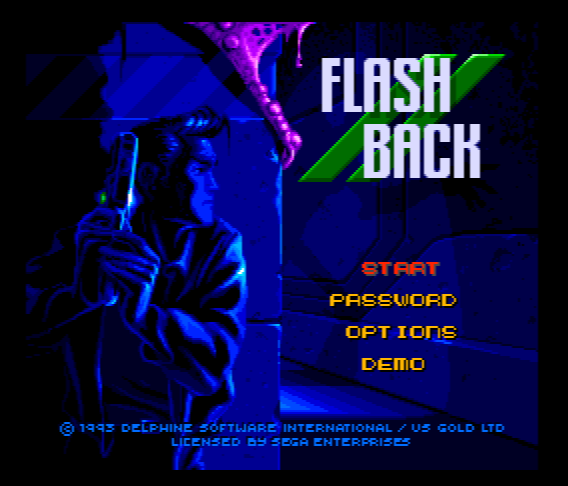 FLASH
BACK
START
PASSWORD
OPTIONS
DEMO
© 1993 DELPHINE SOFTWARE INTERNATIONAL / US GOLD LTD
LICENSED BY SEGA ENTERPRISES